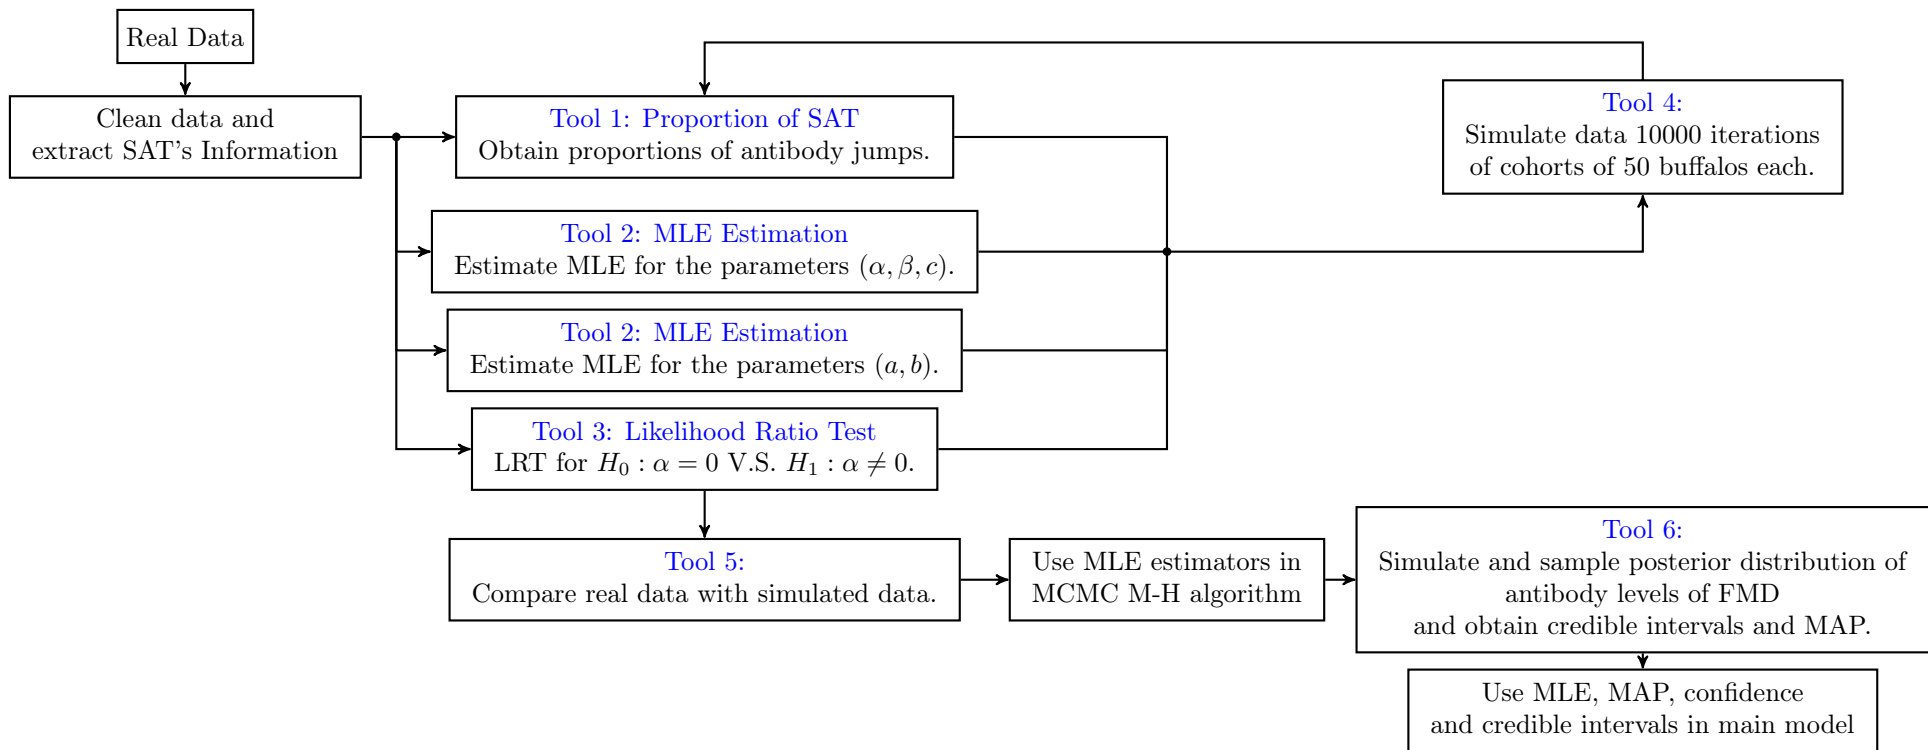 Real Data
Clean data and
extract SAT's Information
Tool 1: Proportion of SAT
Obtain proportions of antibody jumps.
Tool 4:
Simulate data 10000 iterations
of cohorts of 50 buffalos each.
Tool 2: MLE Estimation
Estimate MLE for the parameters (α, β, c).
Tool 2: MLE Estimation
Estimate MLE for the parameters (a, b).
Tool 3: Likelihood Ratio Test
LRT for H₀ : α = 0 V.S. H₁ : α ≠ 0.
Tool 5:
Compare real data with simulated data.
Use MLE estimators in
MCMC M-H algorithm
Tool 6:
Simulate and sample posterior distribution of
antibody levels of FMD
and obtain credible intervals and MAP.
Use MLE, MAP, confidence
and credible intervals in main model